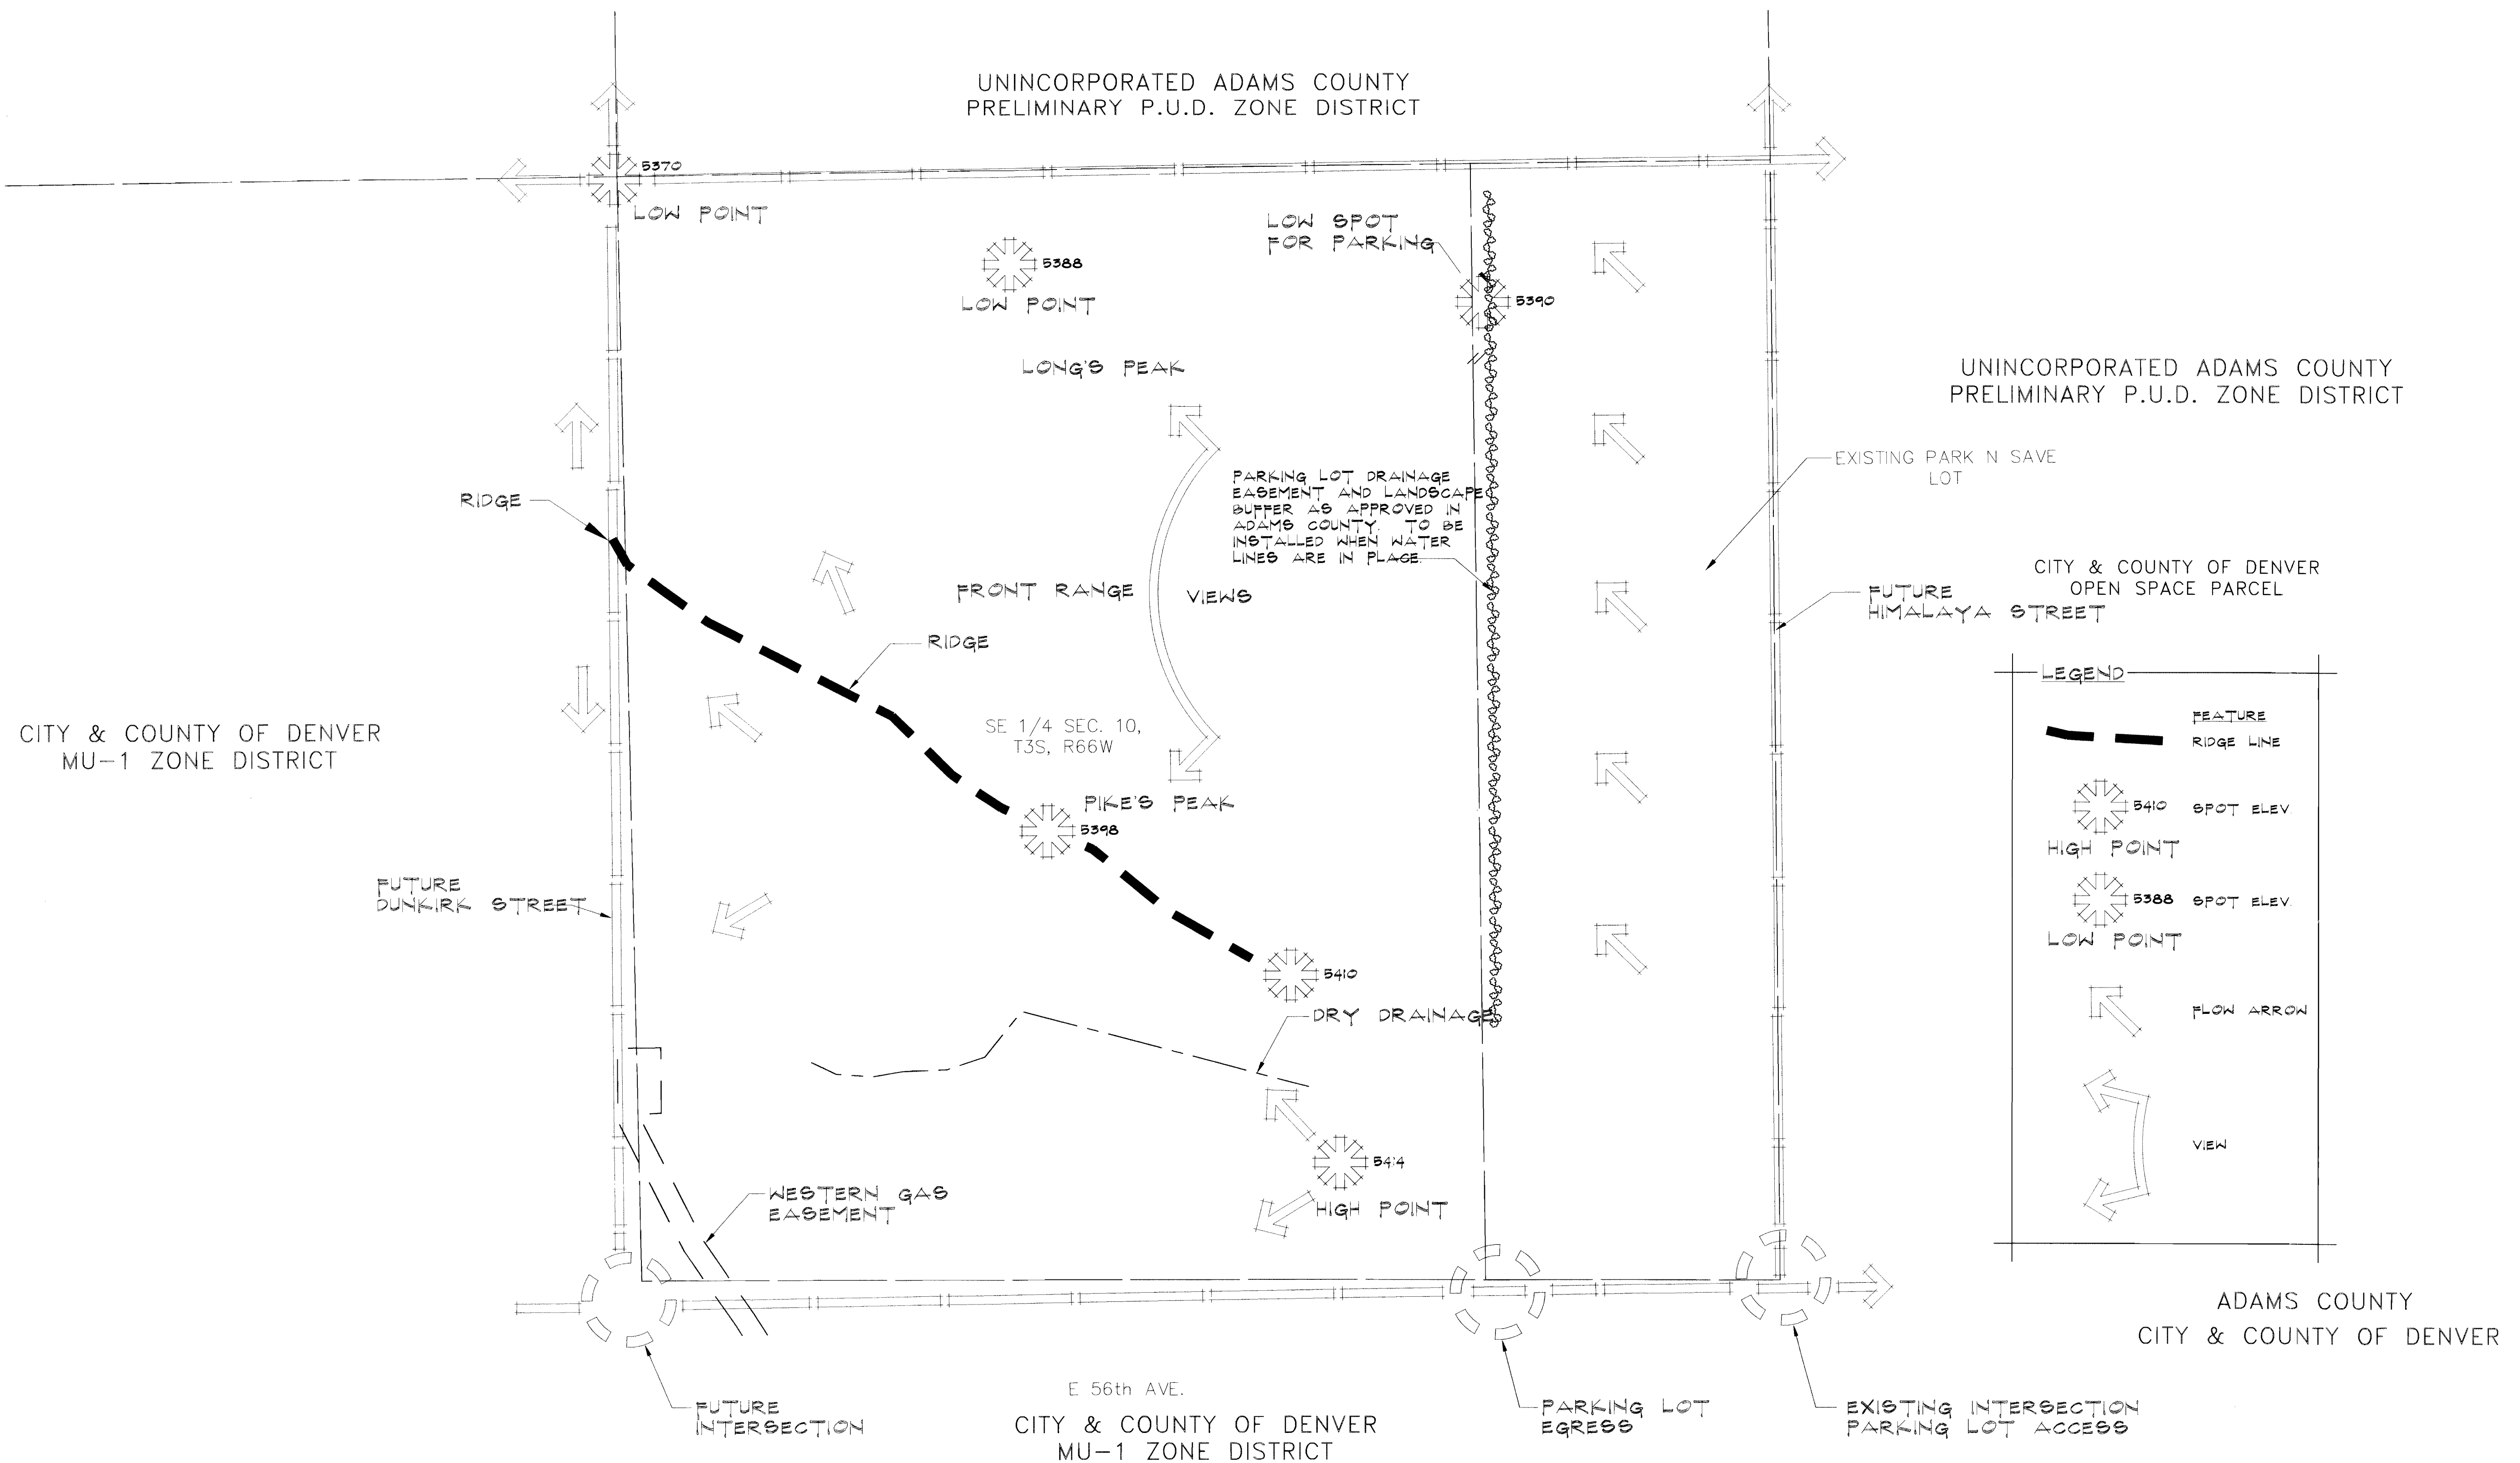 UNINCORPORATED ADAMS COUNTY
PRELIMINARY P.U.D. ZONE DISTRICT
5370
LOW POINT
5388
LOW POINT
LOW SPOT
FOR PARKING
5390
LONG'S PEAK
UNINCORPORATED ADAMS COUNTY
PRELIMINARY P.U.D. ZONE DISTRICT
EXISTING PARK N SAVE
LOT
PARKING LOT DRAINAGE
EASEMENT AND LANDSCAPE
BUFFER AS APPROVED IN
ADAMS COUNTY. TO BE
INSTALLED WHEN WATER
LINES ARE IN PLACE.
RIDGE
FRONT RANGE
VIEWS
RIDGE
CITY & COUNTY OF DENVER
OPEN SPACE PARCEL
FUTURE
HIMALAYA STREET
CITY & COUNTY OF DENVER
MU-1 ZONE DISTRICT
SE 1/4 SEC. 10,
T3S, R66W
PIKE'S PEAK
5398
FUTURE
DUNKIRK STREET
5410
DRY DRAINAGE
5414
HIGH POINT
WESTERN GAS
EASEMENT
LEGEND
FEATURE
RIDGE LINE
5410 SPOT ELEV.
HIGH POINT
5388 SPOT ELEV.
LOW POINT
FLOW ARROW
VIEW
ADAMS COUNTY
CITY & COUNTY OF DENVER
FUTURE
INTERSECTION
E 56th AVE.
CITY & COUNTY OF DENVER
MU-1 ZONE DISTRICT
PARKING LOT
EGRESS
EXISTING INTERSECTION
PARKING LOT ACCESS